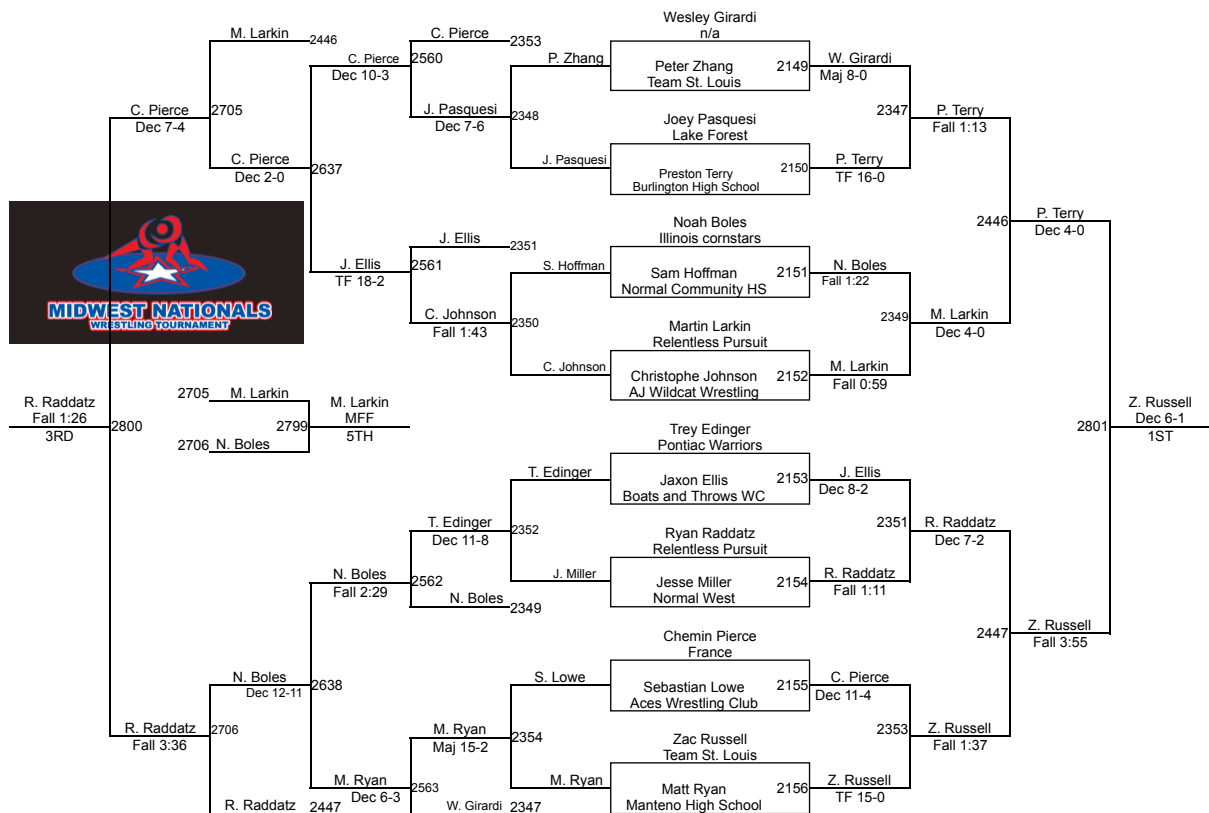 Wesley Girardi
n/a
M. Larkin
2446
C. Pierce
2353
C. Pierce
Dec 10-3
2560
P. Zhang
Peter Zhang
Team St. Louis
2149
W. Girardi
Maj 8-0
C. Pierce
Dec 7-4
2705
J. Pasquesi
Dec 7-6
2348
Joey Pasquesi
Lake Forest
2347
P. Terry
Fall 1:13
C. Pierce
Dec 2-0
2637
J. Pasquesi
Preston Terry
Burlington High School
2150
P. Terry
TF 16-0
Noah Boles
Illinois cornstars
2446
P. Terry
Dec 4-0
J. Ellis
2351
J. Ellis
TF 18-2
2561
S. Hoffman
Sam Hoffman
Normal Community HS
2151
N. Boles
Fall 1:22
MIDWEST NATIONALS
WRESTLING TOURNAMENT
C. Johnson
Fall 1:43
2350
Martin Larkin
Relentless Pursuit
2349
M. Larkin
Dec 4-0
C. Johnson
Christophe Johnson
AJ Wildcat Wrestling
2152
M. Larkin
Fall 0:59
R. Raddatz
Fall 1:26
3RD
2800
2705
M. Larkin
2706
N. Boles
2799
M. Larkin
MFF
5TH
Trey Edinger
Pontiac Warriors
2801
Z. Russell
Dec 6-1
1ST
T. Edinger
Jaxon Ellis
Boats and Throws WC
2153
J. Ellis
Dec 8-2
T. Edinger
Dec 11-8
2352
Ryan Raddatz
Relentless Pursuit
2351
R. Raddatz
Dec 7-2
N. Boles
Fall 2:29
2562
J. Miller
Jesse Miller
Normal West
2154
R. Raddatz
Fall 1:11
N. Boles
2349
Chemin Pierce
France
2447
Z. Russell
Fall 3:55
N. Boles
Dec 12-11
2638
S. Lowe
Sebastian Lowe
Aces Wrestling Club
2155
C. Pierce
Dec 11-4
R. Raddatz
Fall 3:36
2706
M. Ryan
Maj 15-2
2354
Zac Russell
Team St. Louis
2353
Z. Russell
Fall 1:37
M. Ryan
Dec 6-3
2563
M. Ryan
Matt Ryan
Manteno High School
2156
Z. Russell
TF 15-0
R. Raddatz
2447
W. Girardi
2347